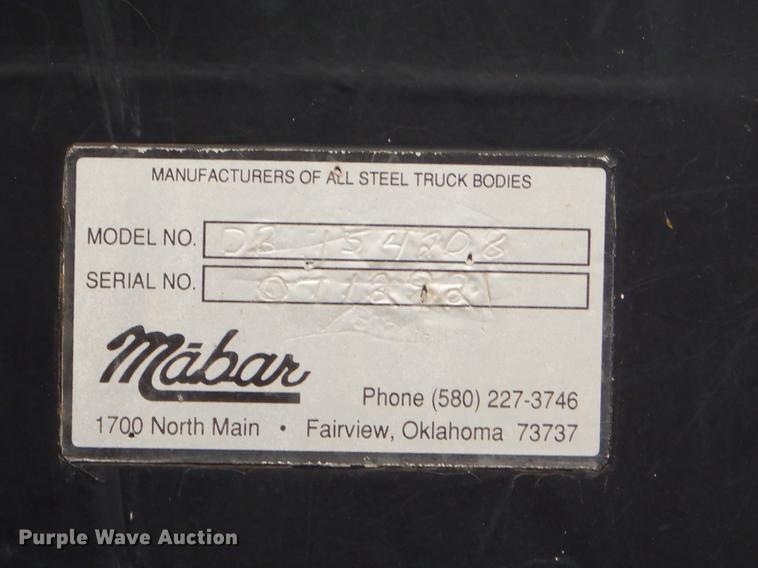 MANUFACTURERS OF ALL STEEL TRUCK BODIES
MODEL NO. DB 154208
SERIAL NO.
Mābar
Phone (580) 227-3746
1700 North Main • Fairview, Oklahoma 73737
Purple Wave Auction